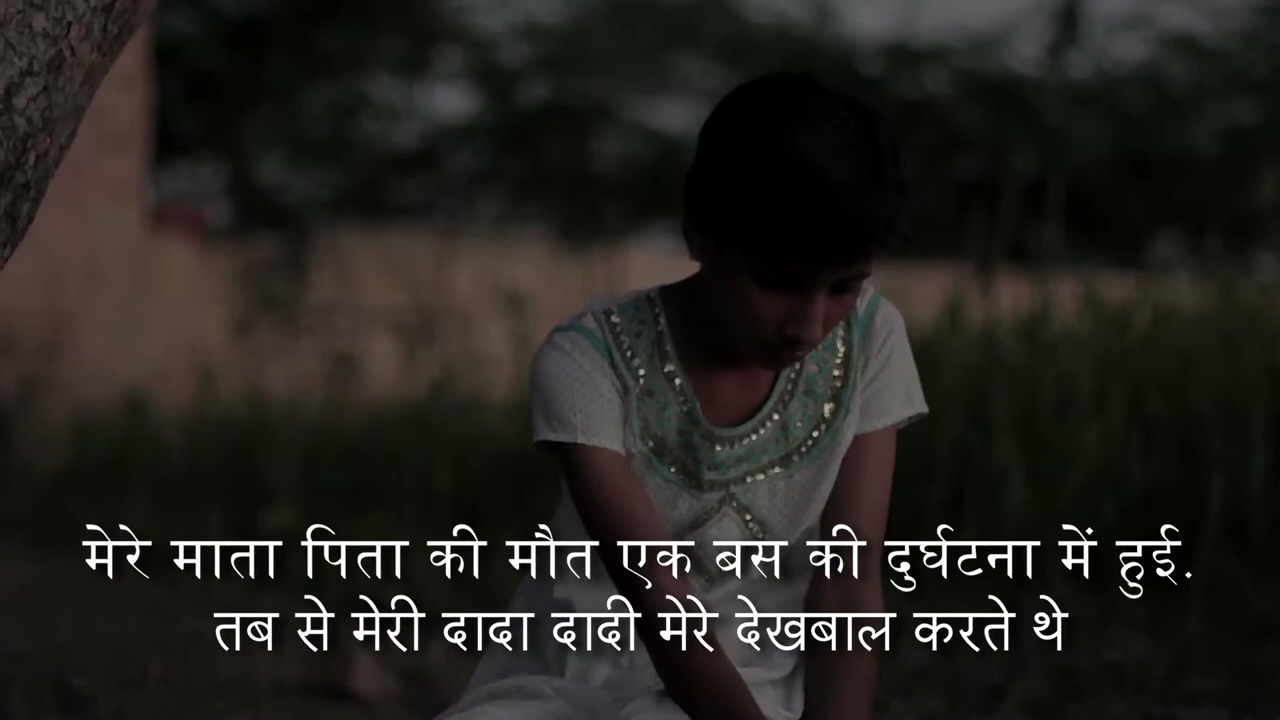 मेरे माता पिता की मौत एक बस की दुर्घटना में हुई.
तब से मेरी दादा दादी मेरे देखबाल करते थे